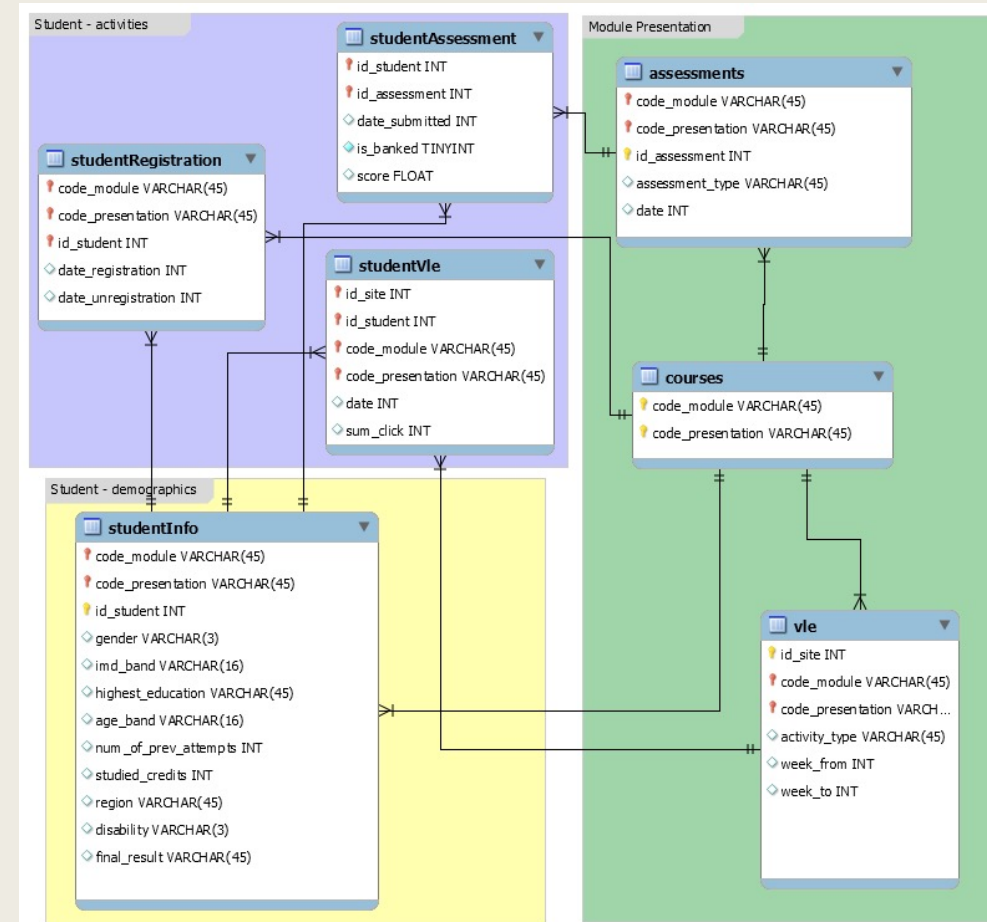 Student - activities
studentAssessment
id_student INT
id_assessment INT
date_submitted INT
is_banked TINYINT
score FLOAT
studentRegistration
code_module VARCHAR(45)
code_presentation VARCHAR(45)
id_student INT
date_registration INT
date_unregistration INT
studentVle
id_site INT
id_student INT
code_module VARCHAR(45)
code_presentation VARCHAR(45)
date INT
sum_click INT
Student - demographics
studentInfo
code_module VARCHAR(45)
code_presentation VARCHAR(45)
id_student INT
gender VARCHAR(3)
imd_band VARCHAR(16)
highest_education VARCHAR(45)
age_band VARCHAR(16)
num_of_prev_attempts INT
studied_credits INT
region VARCHAR(45)
disability VARCHAR(3)
final_result VARCHAR(45)
Module Presentation
assessments
code_module VARCHAR(45)
code_presentation VARCHAR(45)
id_assessment INT
assessment_type VARCHAR(45)
date INT
courses
code_module VARCHAR(45)
code_presentation VARCHAR(45)
vle
id_site INT
code_module VARCHAR(45)
code_presentation VARCH...
activity_type VARCHAR(45)
week_from INT
week_to INT